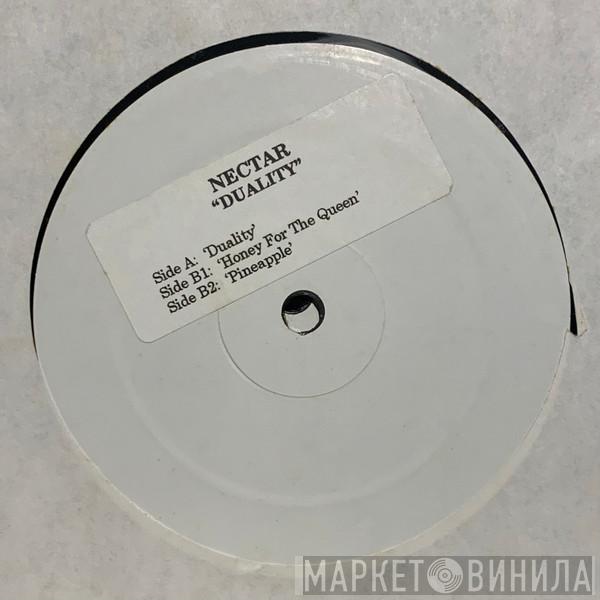 NECTAR
“DUALITY”
Side A: ‘Duality’
Side B1: ‘Honey For The Queen’
Side B2: ‘Pineapple’
МАРКЕТ ВИНИЛА